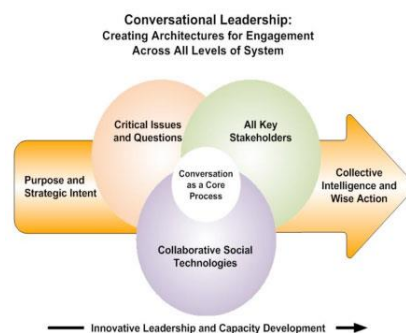 Conversational Leadership:
Creating Architectures for Engagement
Across All Levels of System
Critical Issues
and Questions
All Key
Stakeholders
Purpose and
Strategic Intent
Conversation
as a Core
Process
Collective
Intelligence and
Wise Action
Collaborative Social
Technologies
Innovative Leadership and Capacity Development